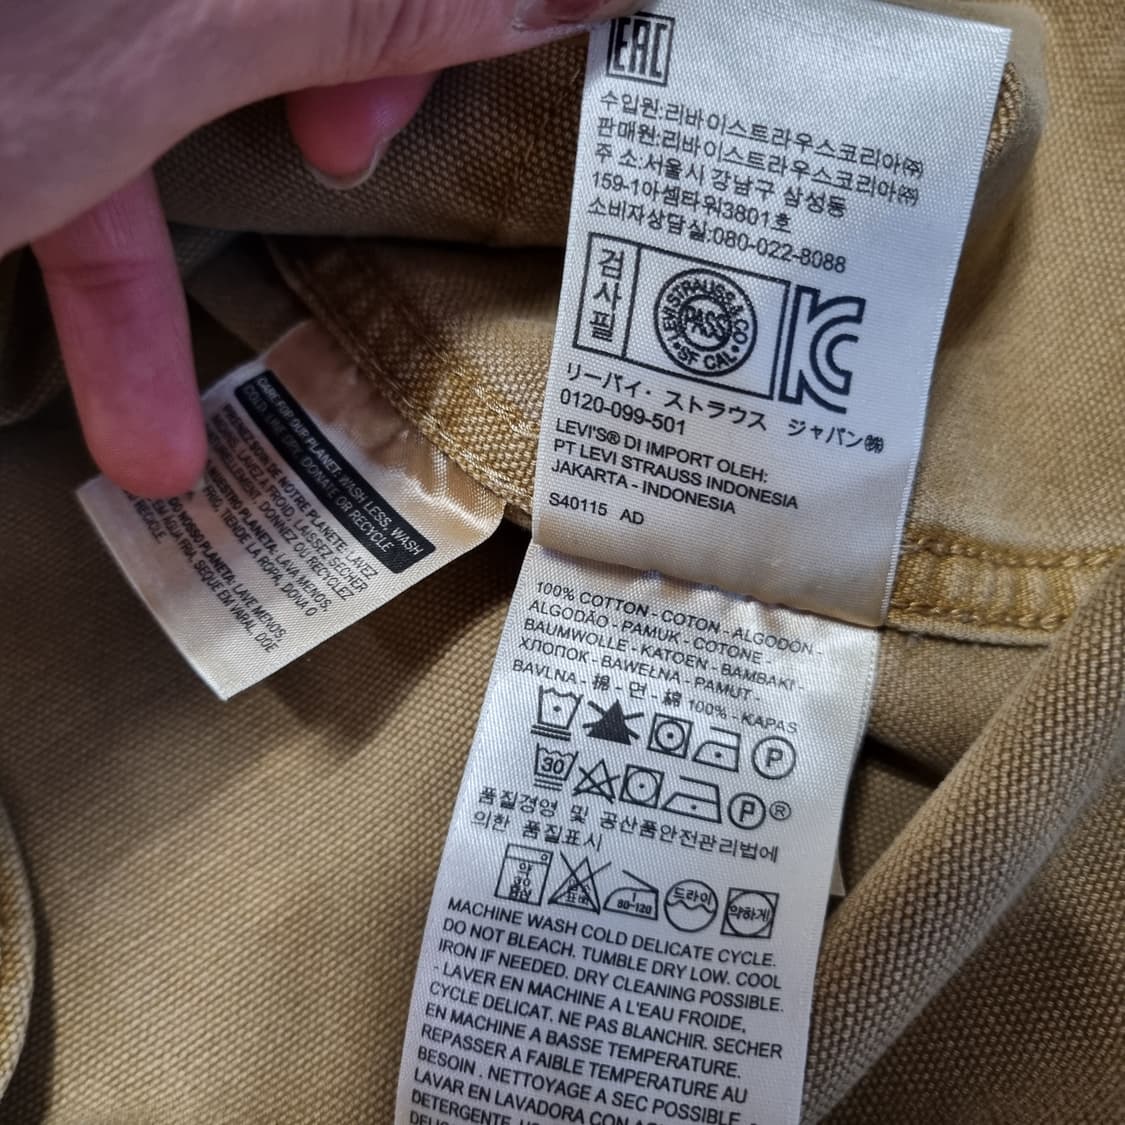 EAC
수입원:리바이스트라우스코리아㈜
판매원:리바이스트라우스코리아㈜
주 소:서울시 강남구 삼성동
159-1아셈타워3801호
소비자상담실:080-022-8088
검사필
LEVI STRAUSS & CO
PASS
SF CAL
KC
リーバイ・ストラウス ジャパン㈱
0120-099-501
LEVI'S® DI IMPORT OLEH:
PT LEVI STRAUSS INDONESIA
JAKARTA - INDONESIA
S40115 AD
CARE FOR OUR PLANET: WASH LESS, WASH
COLD, LINE DRY, DONATE OR RECYCLE
PRENEZ SOIN DE NOTRE PLANÈTE: LAVEZ
MOINS, LAVEZ À FROID, LAISSEZ SÉCHER
DONNEZ OU RECYCLEZ
NUESTRO PLANETA: LAVA MENOS,
FRÍO, TIENDE LA ROPA, DONA O
DO NOSSO PLANETA: LAVE MENOS,
EM ÁGUA FRIA, SEQUE EM VARAL, DOE
RECICLE.
100% COTTON - COTON - ALGODÓN -
ALGODÃO - PAMUK - COTONE -
BAUMWOLLE - KATOEN - BAMBAKI -
ХЛОПОК - BAWEŁNA - PAMUT -
BAVLNA - 棉 - 면 - 綿 100% - KAPAS
P
30 P ®
품질경영 및 공산품안전관리법에
의한 품질표시
약 80-120 드라이 약하게
MACHINE WASH COLD DELICATE CYCLE.
DO NOT BLEACH. TUMBLE DRY LOW. COOL
IRON IF NEEDED. DRY CLEANING POSSIBLE.
- LAVER EN MACHINE A L'EAU FROIDE,
CYCLE DELICAT. NE PAS BLANCHIR. SECHER
EN MACHINE A BASSE TEMPERATURE.
REPASSER A FAIBLE TEMPERATURE AU
BESOIN . NETTOYAGE A SEC POSSIBLE.
LAVAR EN LAVADORA CON
DETERGENTE,